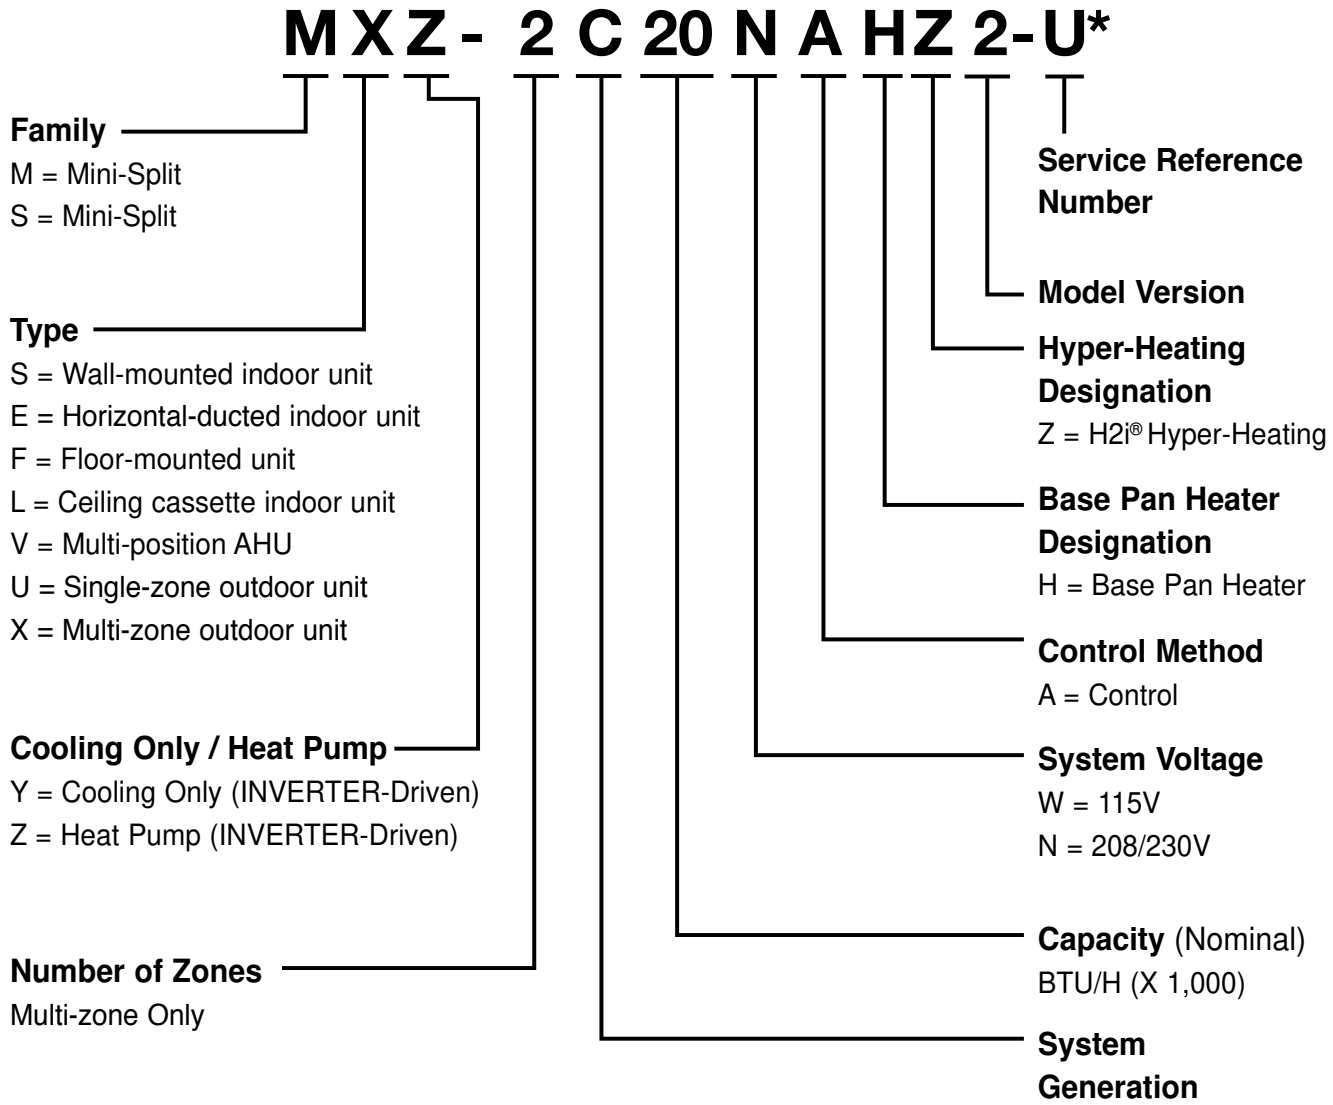 MXZ-2C20NAHZ2-U*
Family
M = Mini-Split
S = Mini-Split
Type
S = Wall-mounted indoor unit
E = Horizontal-ducted indoor unit
F = Floor-mounted unit
L = Ceiling cassette indoor unit
V = Multi-position AHU
U = Single-zone outdoor unit
X = Multi-zone outdoor unit
Cooling Only / Heat Pump
Y = Cooling Only (INVERTER-Driven)
Z = Heat Pump (INVERTER-Driven)
Number of Zones
Multi-zone Only
Service Reference
Number
Model Version
Hyper-Heating
Designation
Z = H2i® Hyper-Heating
Base Pan Heater
Designation
H = Base Pan Heater
Control Method
A = Control
System Voltage
W = 115V
N = 208/230V
Capacity (Nominal)
BTU/H (X 1,000)
System
Generation